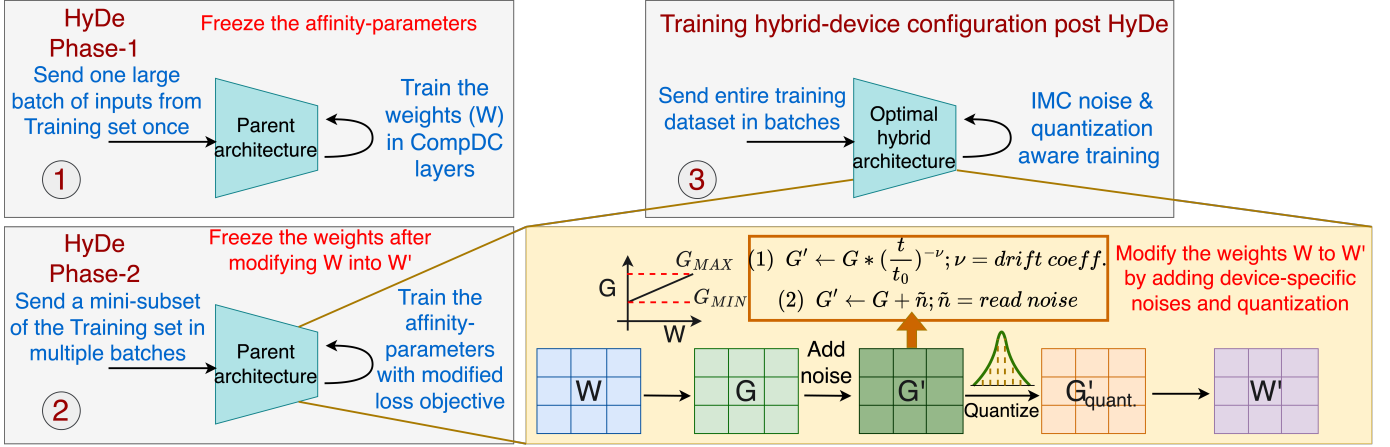 HyDe
Phase-1
Freeze the affinity-parameters
Send one large
batch of inputs from
Training set once
Parent
architecture
Train the
weights (W)
in CompDC
layers
1
Training hybrid-device configuration post HyDe
Send entire training
dataset in batches
Optimal
hybrid
architecture
IMC noise &
quantization
aware training
3
HyDe
Phase-2
Freeze the weights after
modifying W into W'
Send a mini-subset
of the Training set in
multiple batches
Parent
architecture
Train the
affinity-
parameters
with modified
loss objective
2
G
G_MAX
G_MIN
W
(1) G' ← G * (t/t_0)^{-ν}; ν = drift coeff.
(2) G' ← G + ñ; ñ = read noise
Modify the weights W to W'
by adding device-specific
noises and quantization
W
G
Add
noise
G'
Quantize
G'quant.
W'